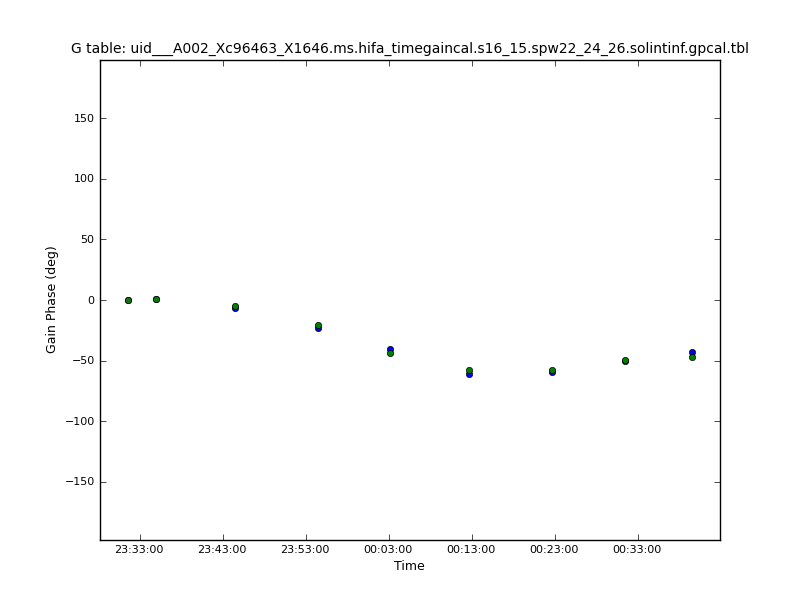 G table: uid___A002_Xc96463_X1646.ms.hifa_timegaincal.s16_15.spw22_24_26.solintinf.gpcal.tbl
150
100
50
0
−50
−100
−150
Gain Phase (deg)
23:33:00 23:43:00 23:53:00 00:03:00 00:13:00 00:23:00 00:33:00
Time